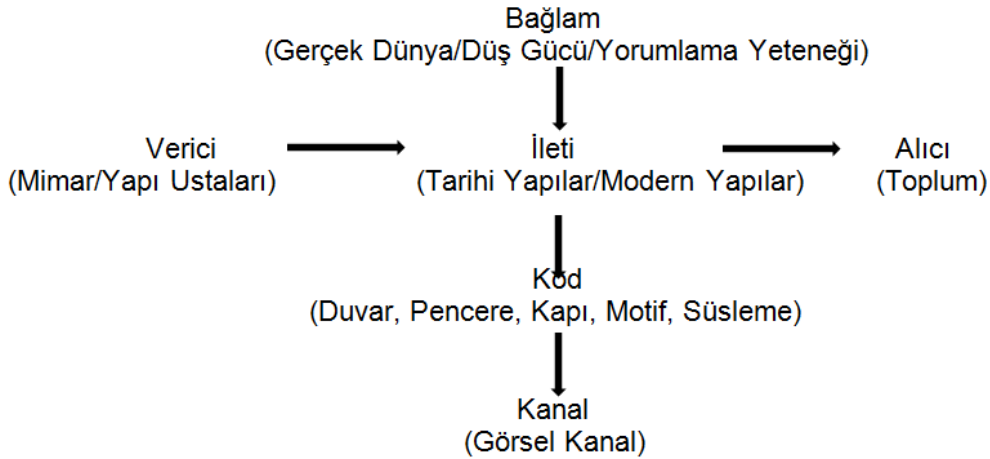 Bağlam
(Gerçek Dünya/Düş Gücü/Yorumlama Yeteneği)
Verici
(Mimar/Yapı Ustaları)
İleti
(Tarihi Yapılar/Modern Yapılar)
Alıcı
(Toplum)
Kod
(Duvar, Pencere, Kapı, Motif, Süsleme)
Kanal
(Görsel Kanal)